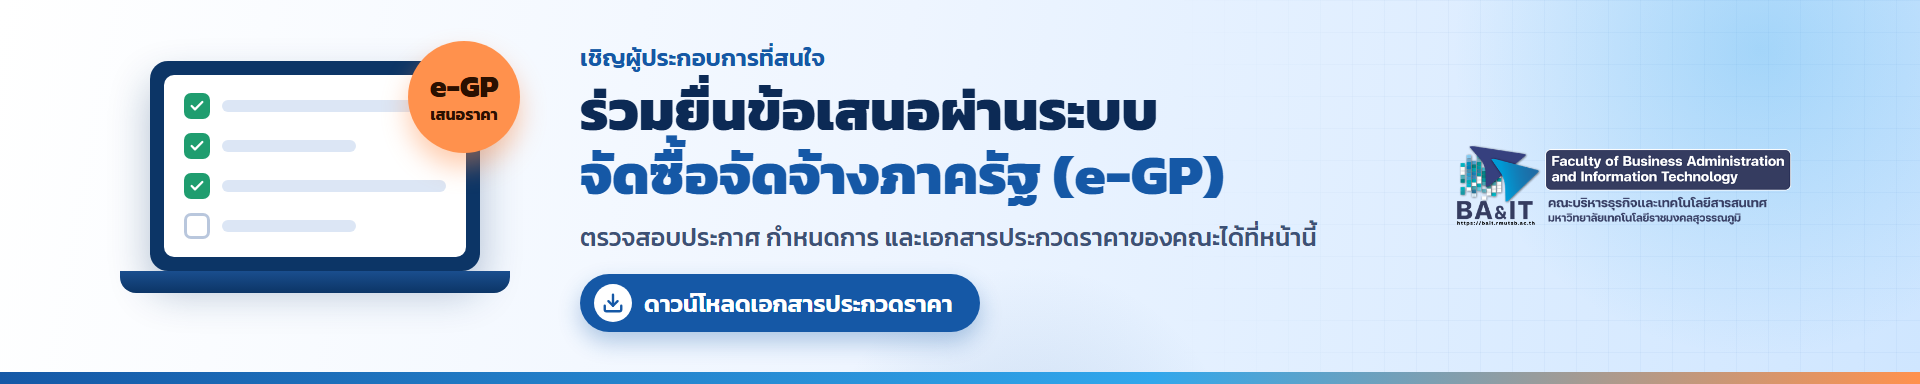 e-GP
เสนอราคา
เชิญผู้ประกอบการที่สนใจ
ร่วมยื่นข้อเสนอผ่านระบบ
จัดซื้อจัดจ้างภาครัฐ (e-GP)
ตรวจสอบประกาศ กำหนดการ และเอกสารประกวดราคาของคณะได้ที่หน้านี้
ดาวน์โหลดเอกสารประกวดราคา
BA&IT
https://bait.rmutsb.ac.th
Faculty of Business Administration
and Information Technology
คณะบริหารธุรกิจและเทคโนโลยีสารสนเทศ
มหาวิทยาลัยเทคโนโลยีราชมงคลสุวรรณภูมิ